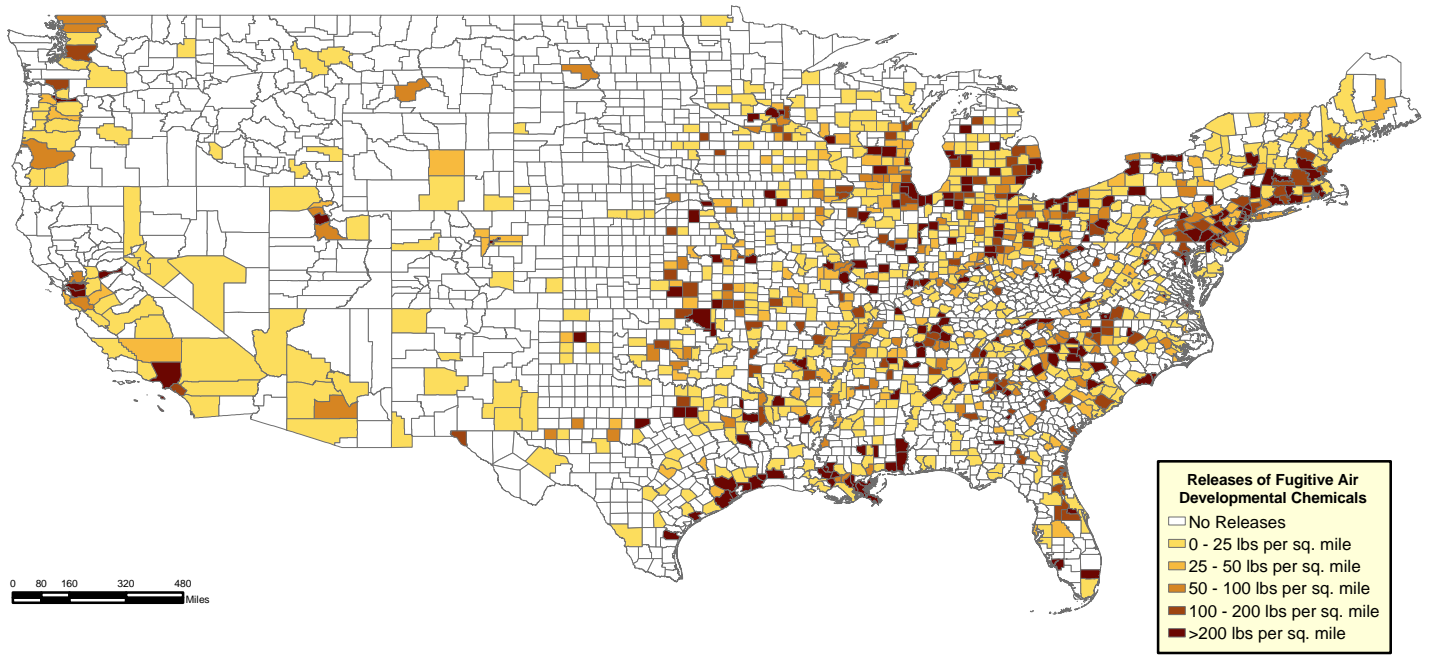 Releases of Fugitive Air
Developmental Chemicals
No Releases
0 - 25 lbs per sq. mile
25 - 50 lbs per sq. mile
50 - 100 lbs per sq. mile
100 - 200 lbs per sq. mile
>200 lbs per sq. mile
0 80 160 320 480
Miles